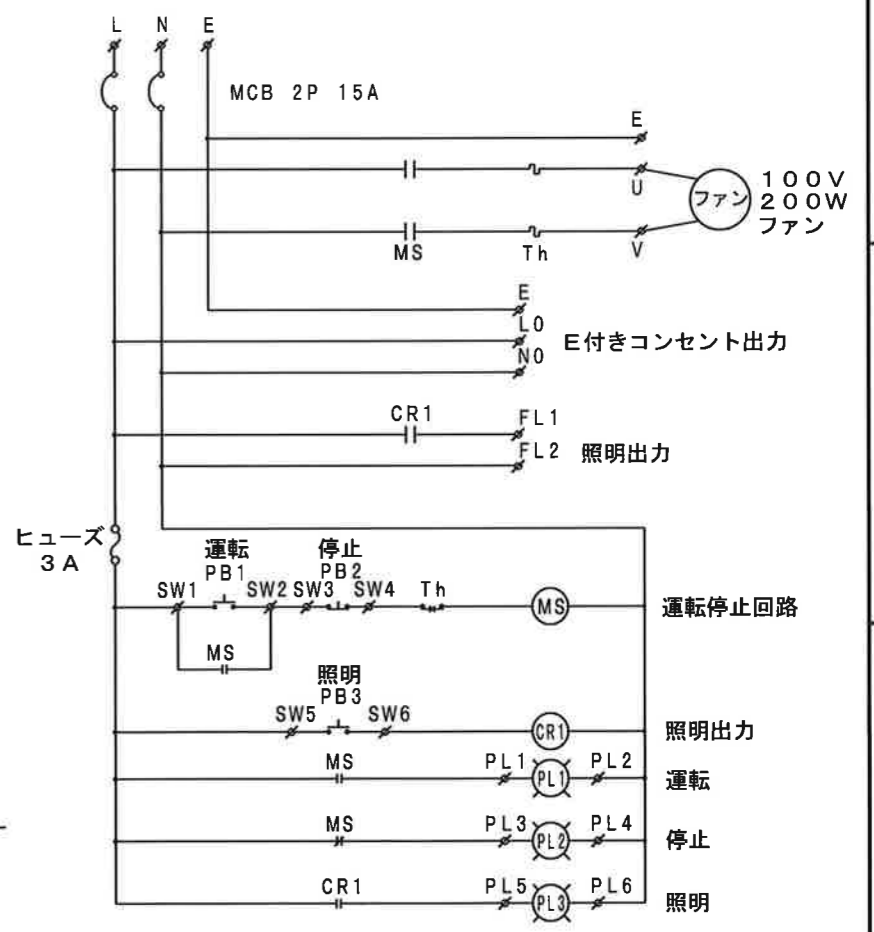 L N E
MCB 2P 15A
E
U
ファン
100V
200W
ファン
MS Th V
E
L0
E付きコンセント出力
N0
CR1 FL1
FL2 照明出力
ヒューズ
3A
運転 停止
PB1 PB2
SW1 SW2 SW3 SW4 Th
MS
運転停止回路
MS
照明
PB3
SW5 SW6
CR1
照明出力
MS PL1 PL2
PL1
運転
MS PL3 PL4
PL2
停止
CR1 PL5 PL6
PL3
照明